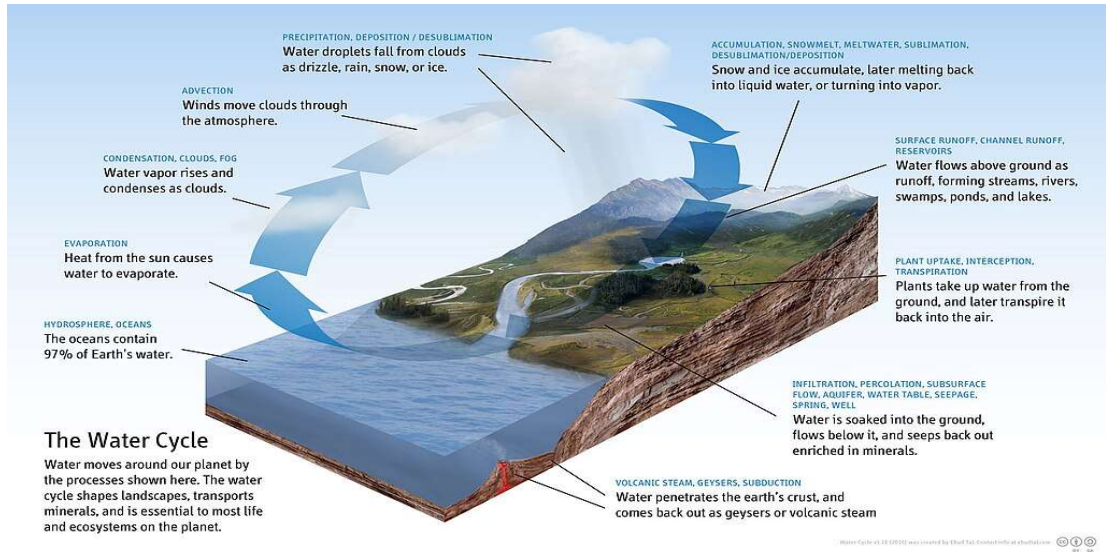 PRECIPITATION, DEPOSITION / DESUBLIMATION
Water droplets fall from clouds
as drizzle, rain, snow, or ice.
ACCUMULATION, SNOWMELT, MELTWATER, SUBLIMATION,
DESUBLIMATION/DEPOSITION
Snow and ice accumulate, later melting back
into liquid water, or turning into vapor.
ADVECTION
Winds move clouds through
the atmosphere.
SURFACE RUNOFF, CHANNEL RUNOFF,
RESERVOIRS
Water flows above ground as
runoff, forming streams, rivers,
swamps, ponds, and lakes.
CONDENSATION, CLOUDS, FOG
Water vapor rises and
condenses as clouds.
EVAPORATION
Heat from the sun causes
water to evaporate.
PLANT UPTAKE, INTERCEPTION,
TRANSPIRATION
Plants take up water from the
ground, and later transpire it
back into the air.
HYDROSPHERE, OCEANS
The oceans contain
97% of Earth's water.
INFILTRATION, PERCOLATION, SUBSURFACE
FLOW, AQUIFER, WATER TABLE, SEEPAGE,
SPRING, WELL
Water is soaked into the ground,
flows below it, and seeps back out
enriched in minerals.
The Water Cycle
Water moves around our planet by
the processes shown here. The water
cycle shapes landscapes, transports
minerals, and is essential to most life
and ecosystems on the planet.
VOLCANIC STEAM, GEYSERS, SUBDUCTION
Water penetrates the earth's crust, and
comes back out as geysers or volcanic steam